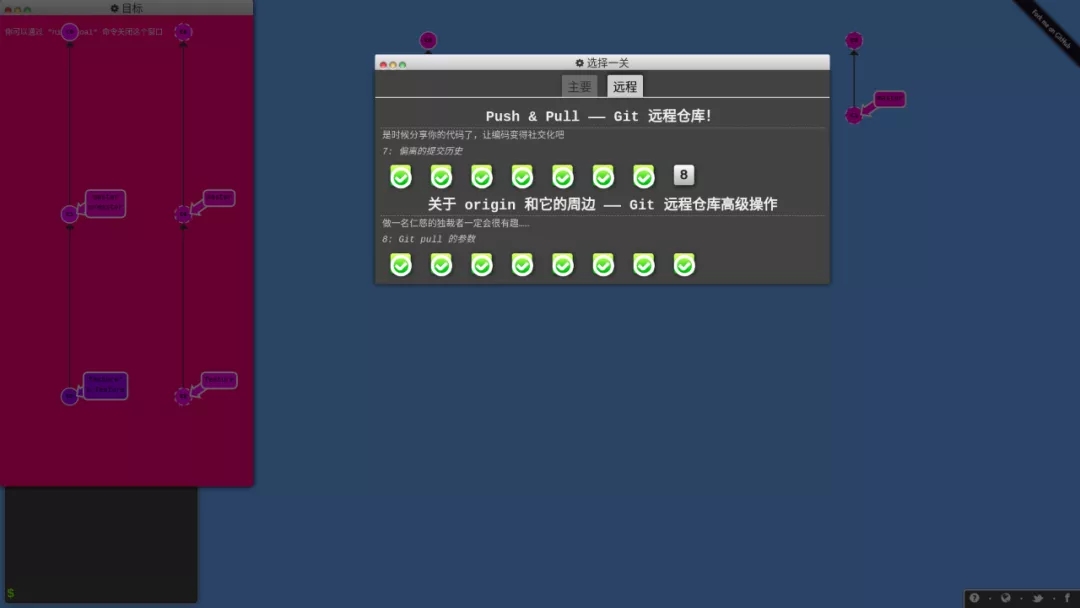 目标
你可以通过
命令关闭这个窗口
Fork me on GitHub
选择一关
主要
远程
Push & Pull —— Git 远程仓库!
是时候分享你的代码了，让编码变得社交化吧
7: 偏离的提交历史
8
关于 origin 和它的周边 —— Git 远程仓库高级操作
做一名仁慈的独裁者一定会很有趣……
8: Git pull 的参数
$